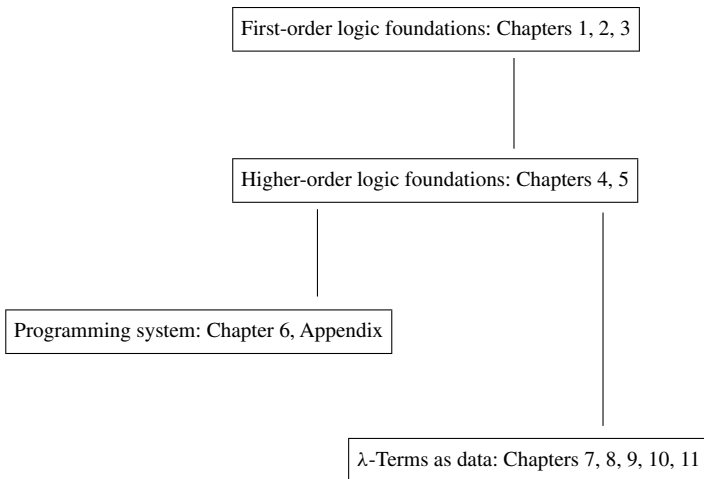 First-order logic foundations: Chapters 1, 2, 3
Higher-order logic foundations: Chapters 4, 5
Programming system: Chapter 6, Appendix
λ-Terms as data: Chapters 7, 8, 9, 10, 11